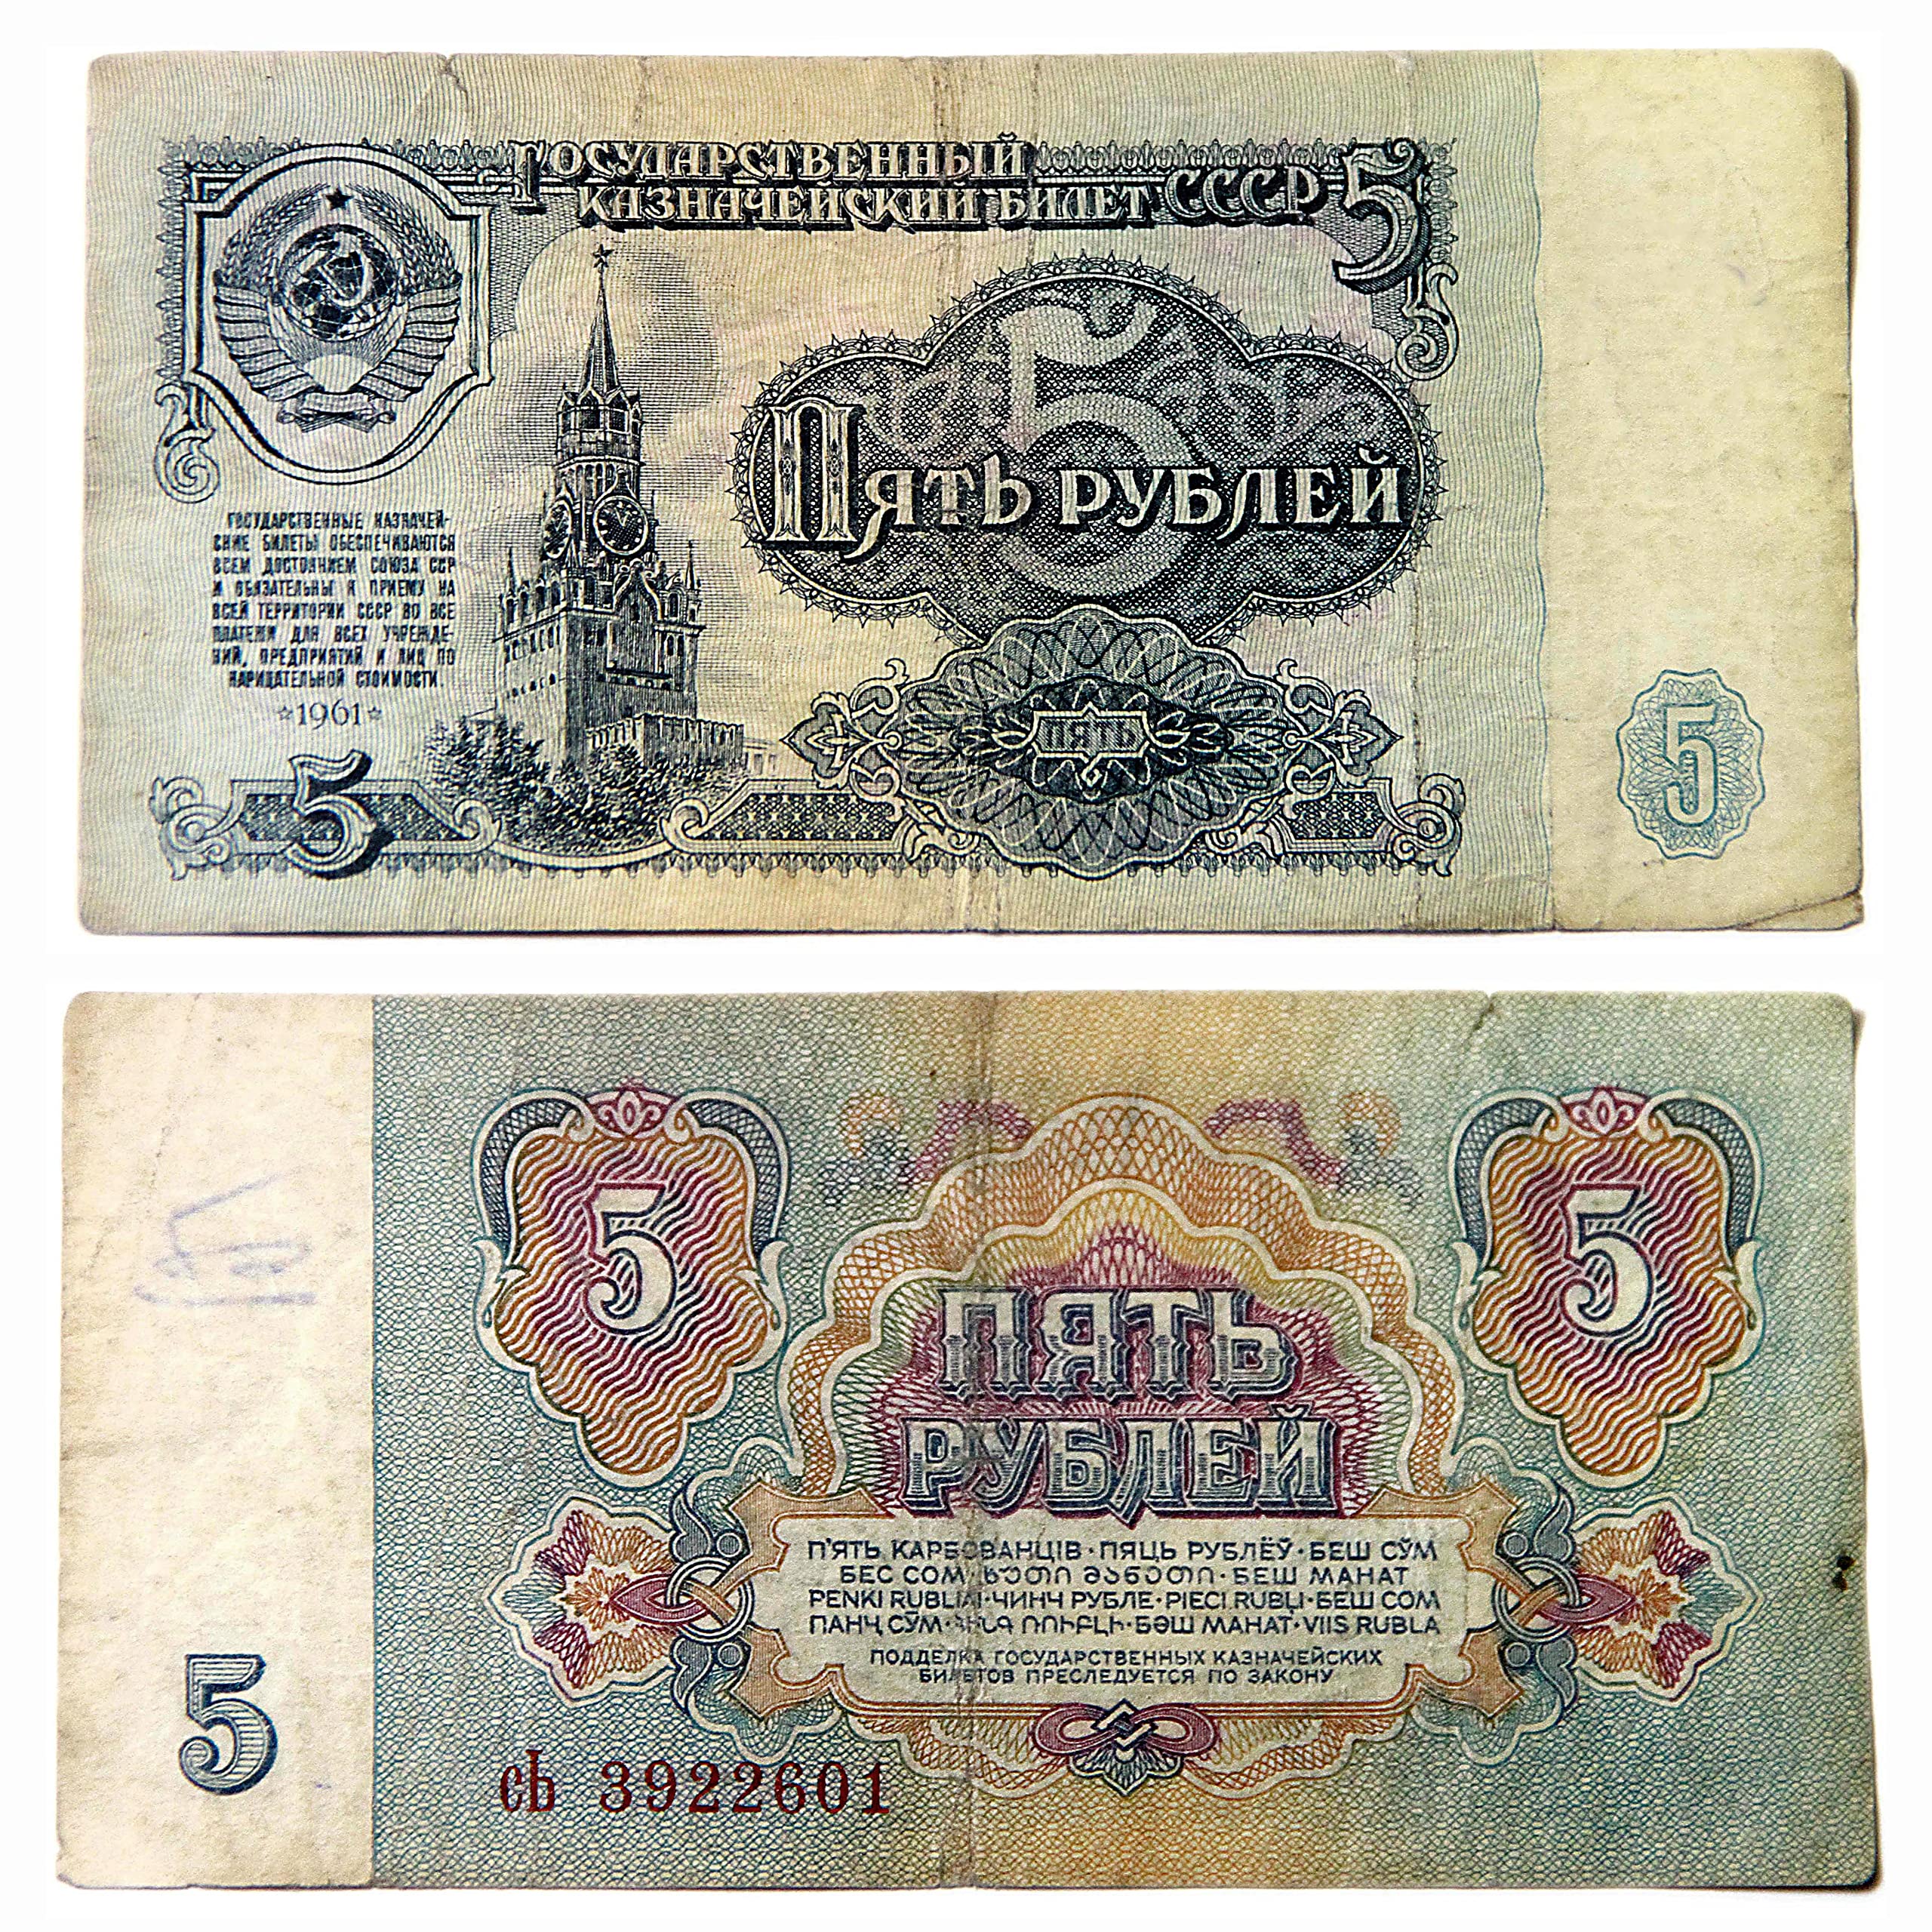 ГОСУДАРСТВЕННЫЙ
КАЗНАЧЕЙСКИЙ БИЛЕТ СССР 5
5
5
ПЯТЬ РУБЛЕЙ
ГОСУДАРСТВЕННЫЕ КАЗНАЧЕЙ-
СКИЕ БИЛЕТЫ ОБЕСПЕЧИВАЮТСЯ
ВСЕМ ДОСТОЯНИЕМ СОЮЗА ССР
И ОБЯЗАТЕЛЬНЫ К ПРИЕМУ НА
ВСЕЙ ТЕРРИТОРИИ СССР ВО ВСЕ
ПЛАТЕЖИ ДЛЯ ВСЕХ УЧРЕЖДЕ-
НИЙ, ПРЕДПРИЯТИЙ И ЛИЦ ПО
НАРИЦАТЕЛЬНОЙ СТОИМОСТИ.
☆1961☆
ПЯТЬ
5
5
5
5
ПЯТЬ
РУБЛЕЙ
П'ЯТЬ КАРБОВАНЦІВ · ПЯЦЬ РУБЛЁЎ · БЕШ СЎМ
БЕС СОМ · ხუთი მანეთი · БЕШ МАНАТ
PENKI RUBLIAI · ЧИНЧ РУБЛЕ · PIECI RUBĻI · БЕШ СОМ
ПАНҶ СЎМ · ՀԻՆԳ ՌՈՒԲԼԻ · БӘШ МАНАТ · VIIS RUBLA
ПОДДЕЛКА ГОСУДАРСТВЕННЫХ КАЗНАЧЕЙСКИХ
БИЛЕТОВ ПРЕСЛЕДУЕТСЯ ПО ЗАКОНУ
5
сЬ 3922601